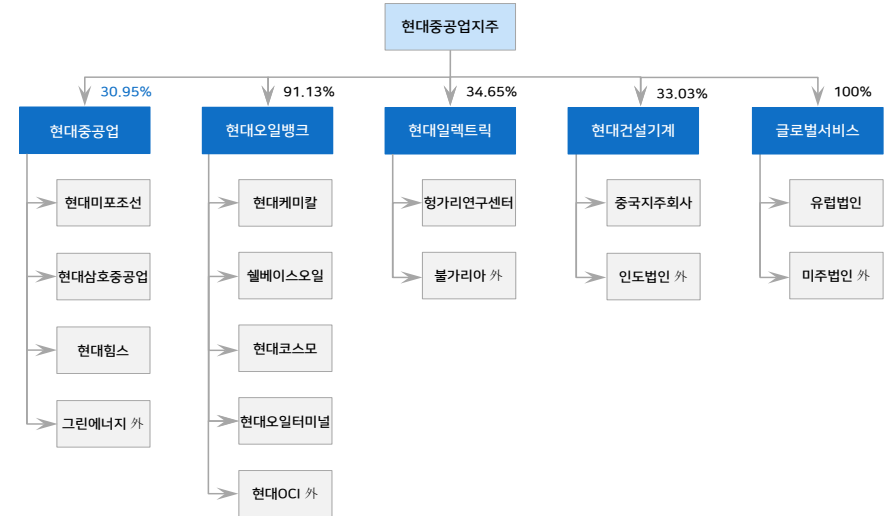 현대중공업지주
30.95%
91.13%
34.65%
33.03%
100%
현대중공업
현대오일뱅크
현대일렉트릭
현대건설기계
글로벌서비스
현대미포조선
현대케미칼
헝가리연구센터
중국지주회사
유럽법인
현대삼호중공업
쉘베이스오일
불가리아 外
인도법인 外
미주법인 外
현대힘스
현대코스모
그린에너지 外
현대오일터미널
현대OCI 外